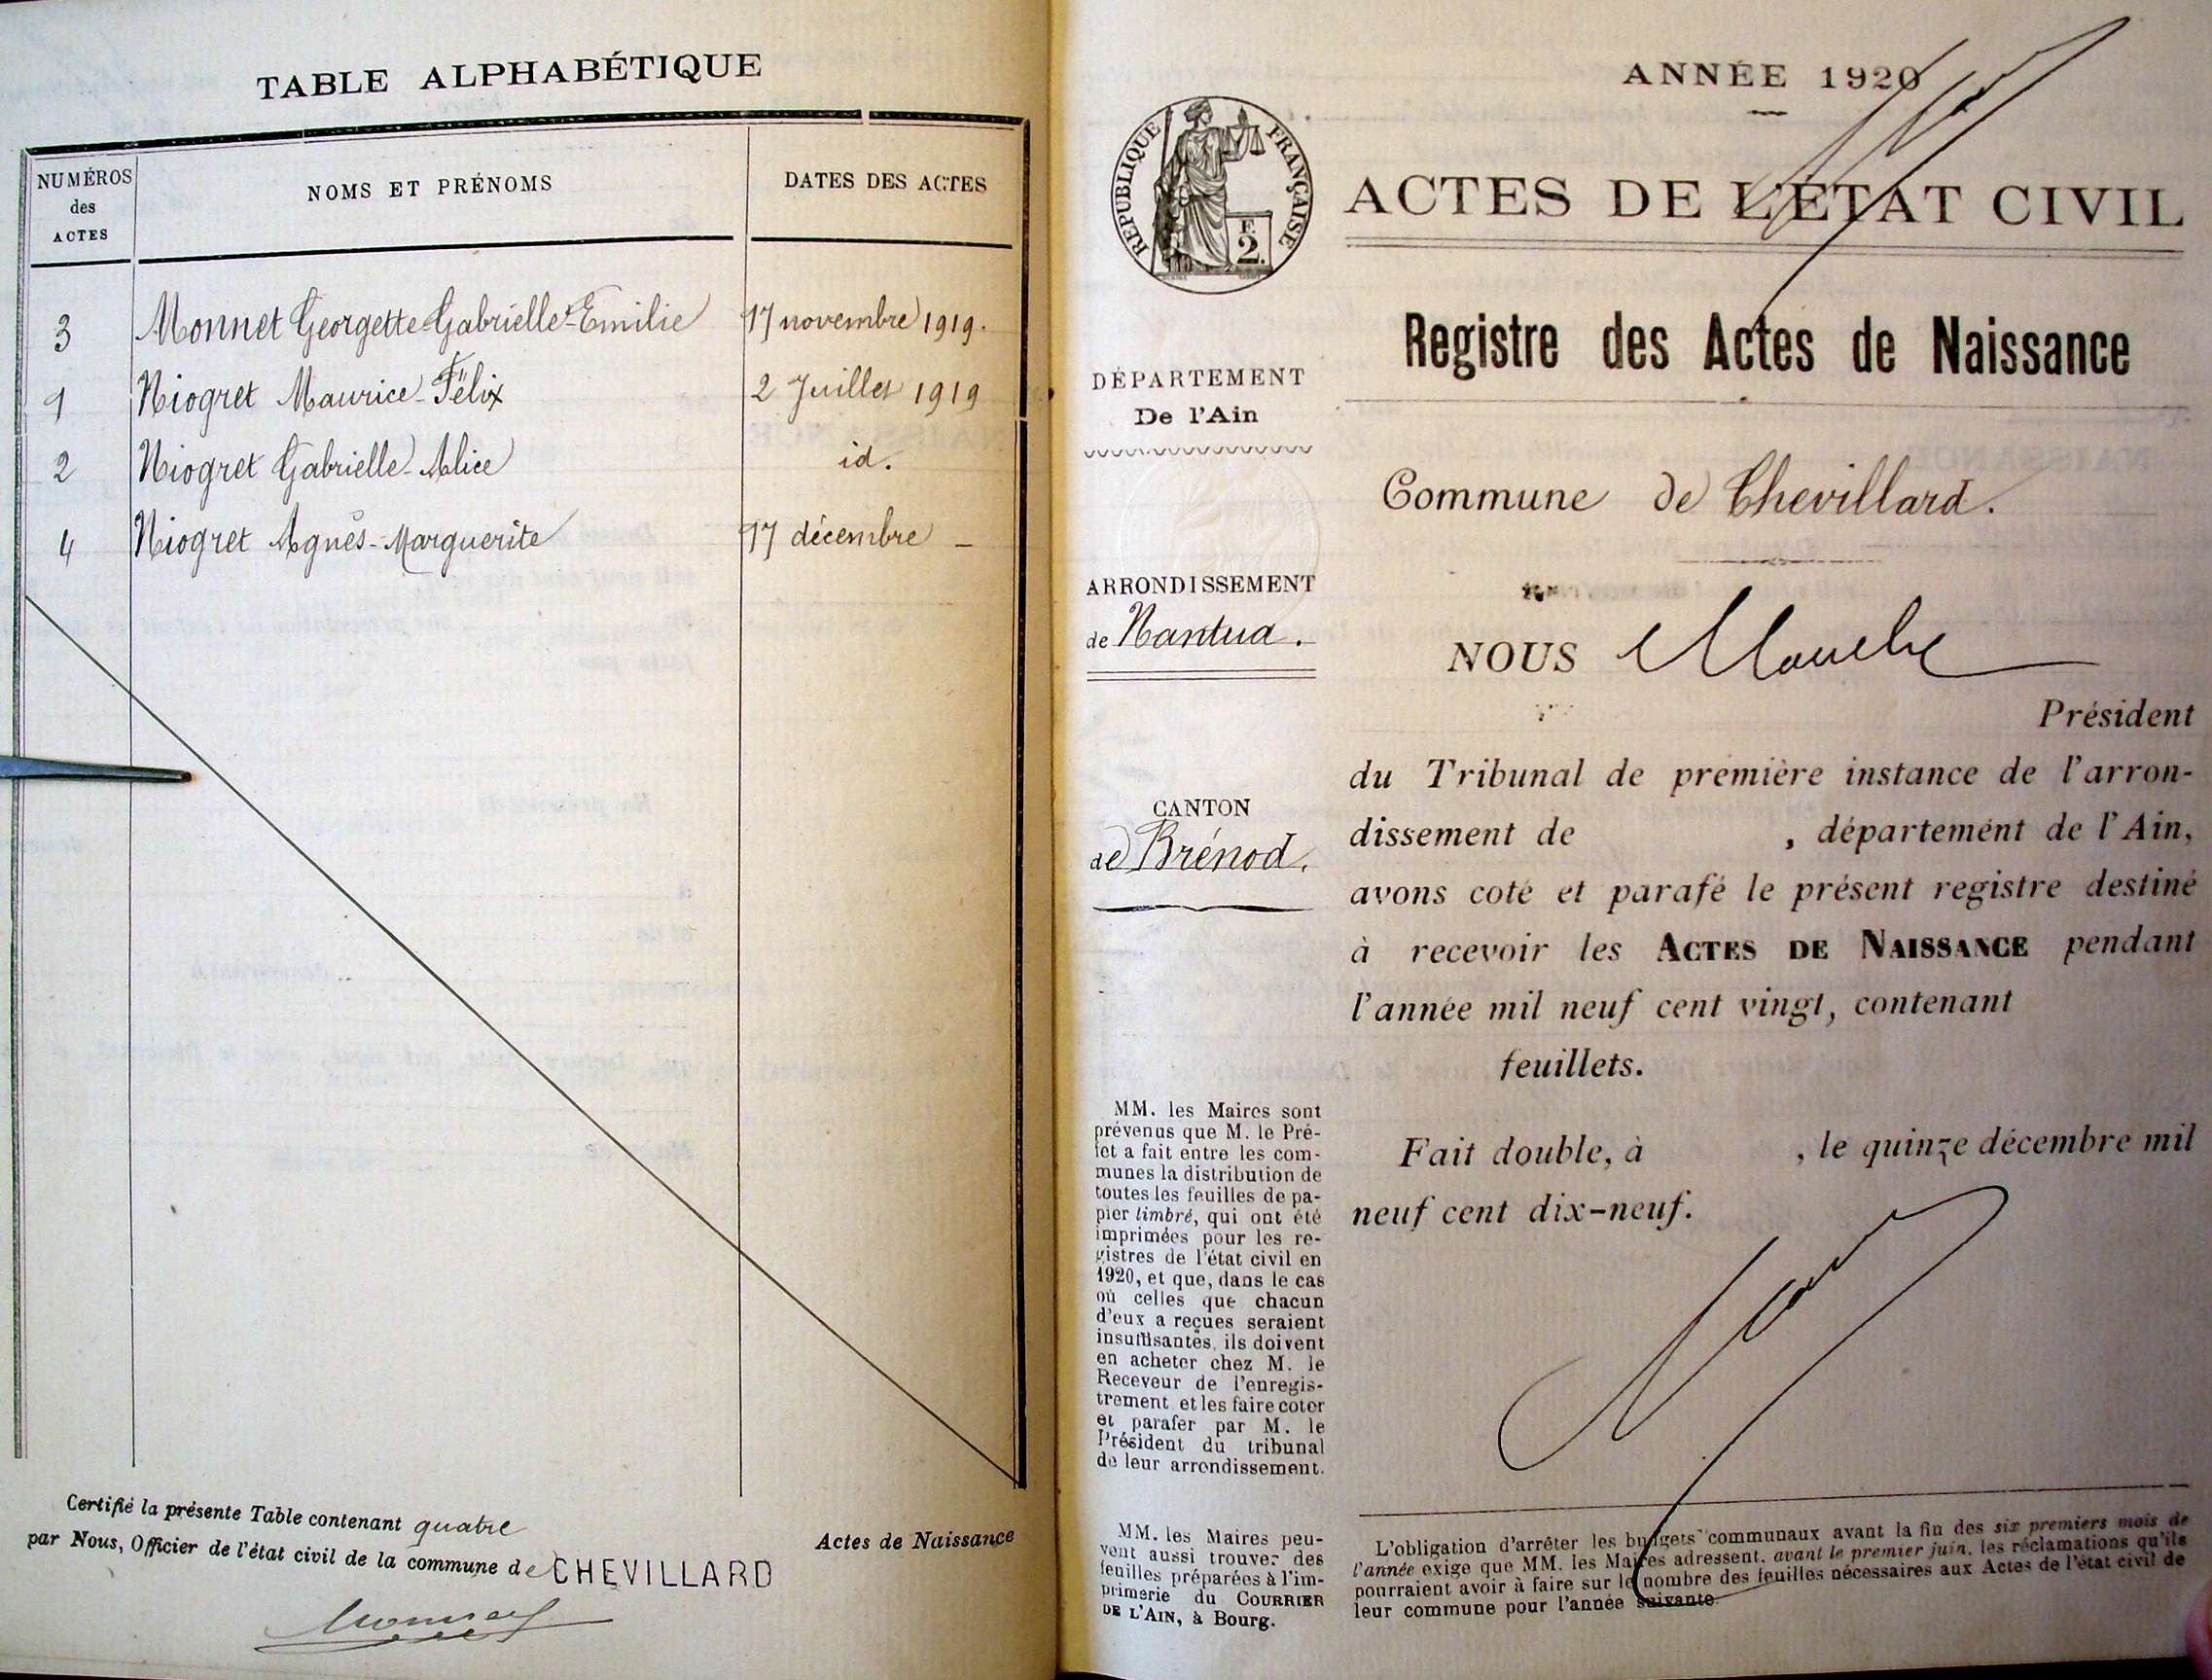 TABLE ALPHABÉTIQUE
NUMÉROS
des
ACTES
NOMS ET PRÉNOMS
DATES DES ACTES
3 Monnet Georgette-Gabrielle-Emilie 17 novembre 1919.
1 Niogret Maurice-Félix 2 Juillet 1919
2 Niogret Gabrielle-Alice id.
4 Niogret Agnès-Marguerite 17 décembre –
Certifié la présente Table contenant quatre
Actes de Naissance
par Nous, Officier de l'état civil de la commune de CHEVILLARD
ANNÉE 1920
RÉPUBLIQUE FRANÇAISE
F.
2.
ACTES DE L'ÉTAT CIVIL
Registre des Actes de Naissance
DÉPARTEMENT
De l'Ain
Commune de Chevillard.
ARRONDISSEMENT
de Nantua.
CANTON
de Brénod.
NOUS
Président
du Tribunal de première instance de l'arron-
dissement de , département de l'Ain,
avons coté et parafé le présent registre destiné
à recevoir les ACTES DE NAISSANCE pendant
l'année mil neuf cent vingt, contenant
feuillets.
Fait double, à , le quinze décembre mil
neuf cent dix-neuf.
MM. les Maires sont
prévenus que M. le Pré-
fet a fait entre les com-
munes la distribution de
toutes les feuilles de pa-
pier timbré, qui ont été
imprimées pour les re-
gistres de l'état civil en
1920, et que, dans le cas
où celles que chacun
d'eux a reçues seraient
insuffisantes, ils doivent
en acheter chez M. le
Receveur de l'enregis-
trement et les faire coter
et parafer par M. le
Président du tribunal
de leur arrondissement.
MM. les Maires peu-
vent aussi trouver des
feuilles préparées à l'im-
primerie du COURRIER
DE L'AIN, à Bourg.
L'obligation d'arrêter les budgets communaux avant la fin des six premiers mois de
l'année exige que MM. les Maires adressent, avant le premier juin, les réclamations qu'ils
pourraient avoir à faire sur le nombre des feuilles nécessaires aux Actes de l'état civil de
leur commune pour l'année suivante.